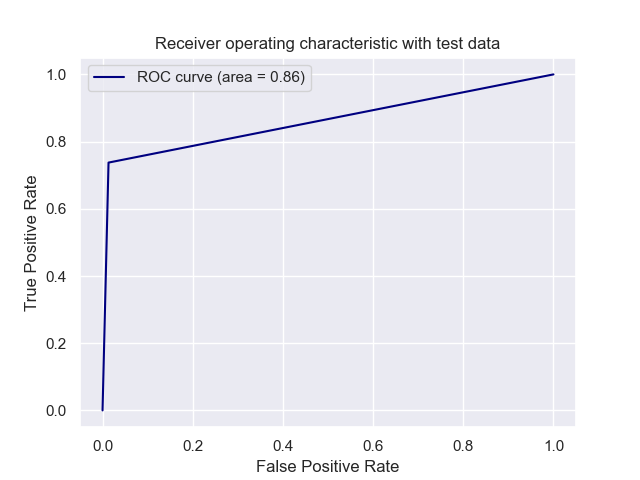 Receiver operating characteristic with test data
ROC curve (area = 0.86)
True Positive Rate
1.0
0.8
0.6
0.4
0.2
0.0
0.0 0.2 0.4 0.6 0.8 1.0
False Positive Rate